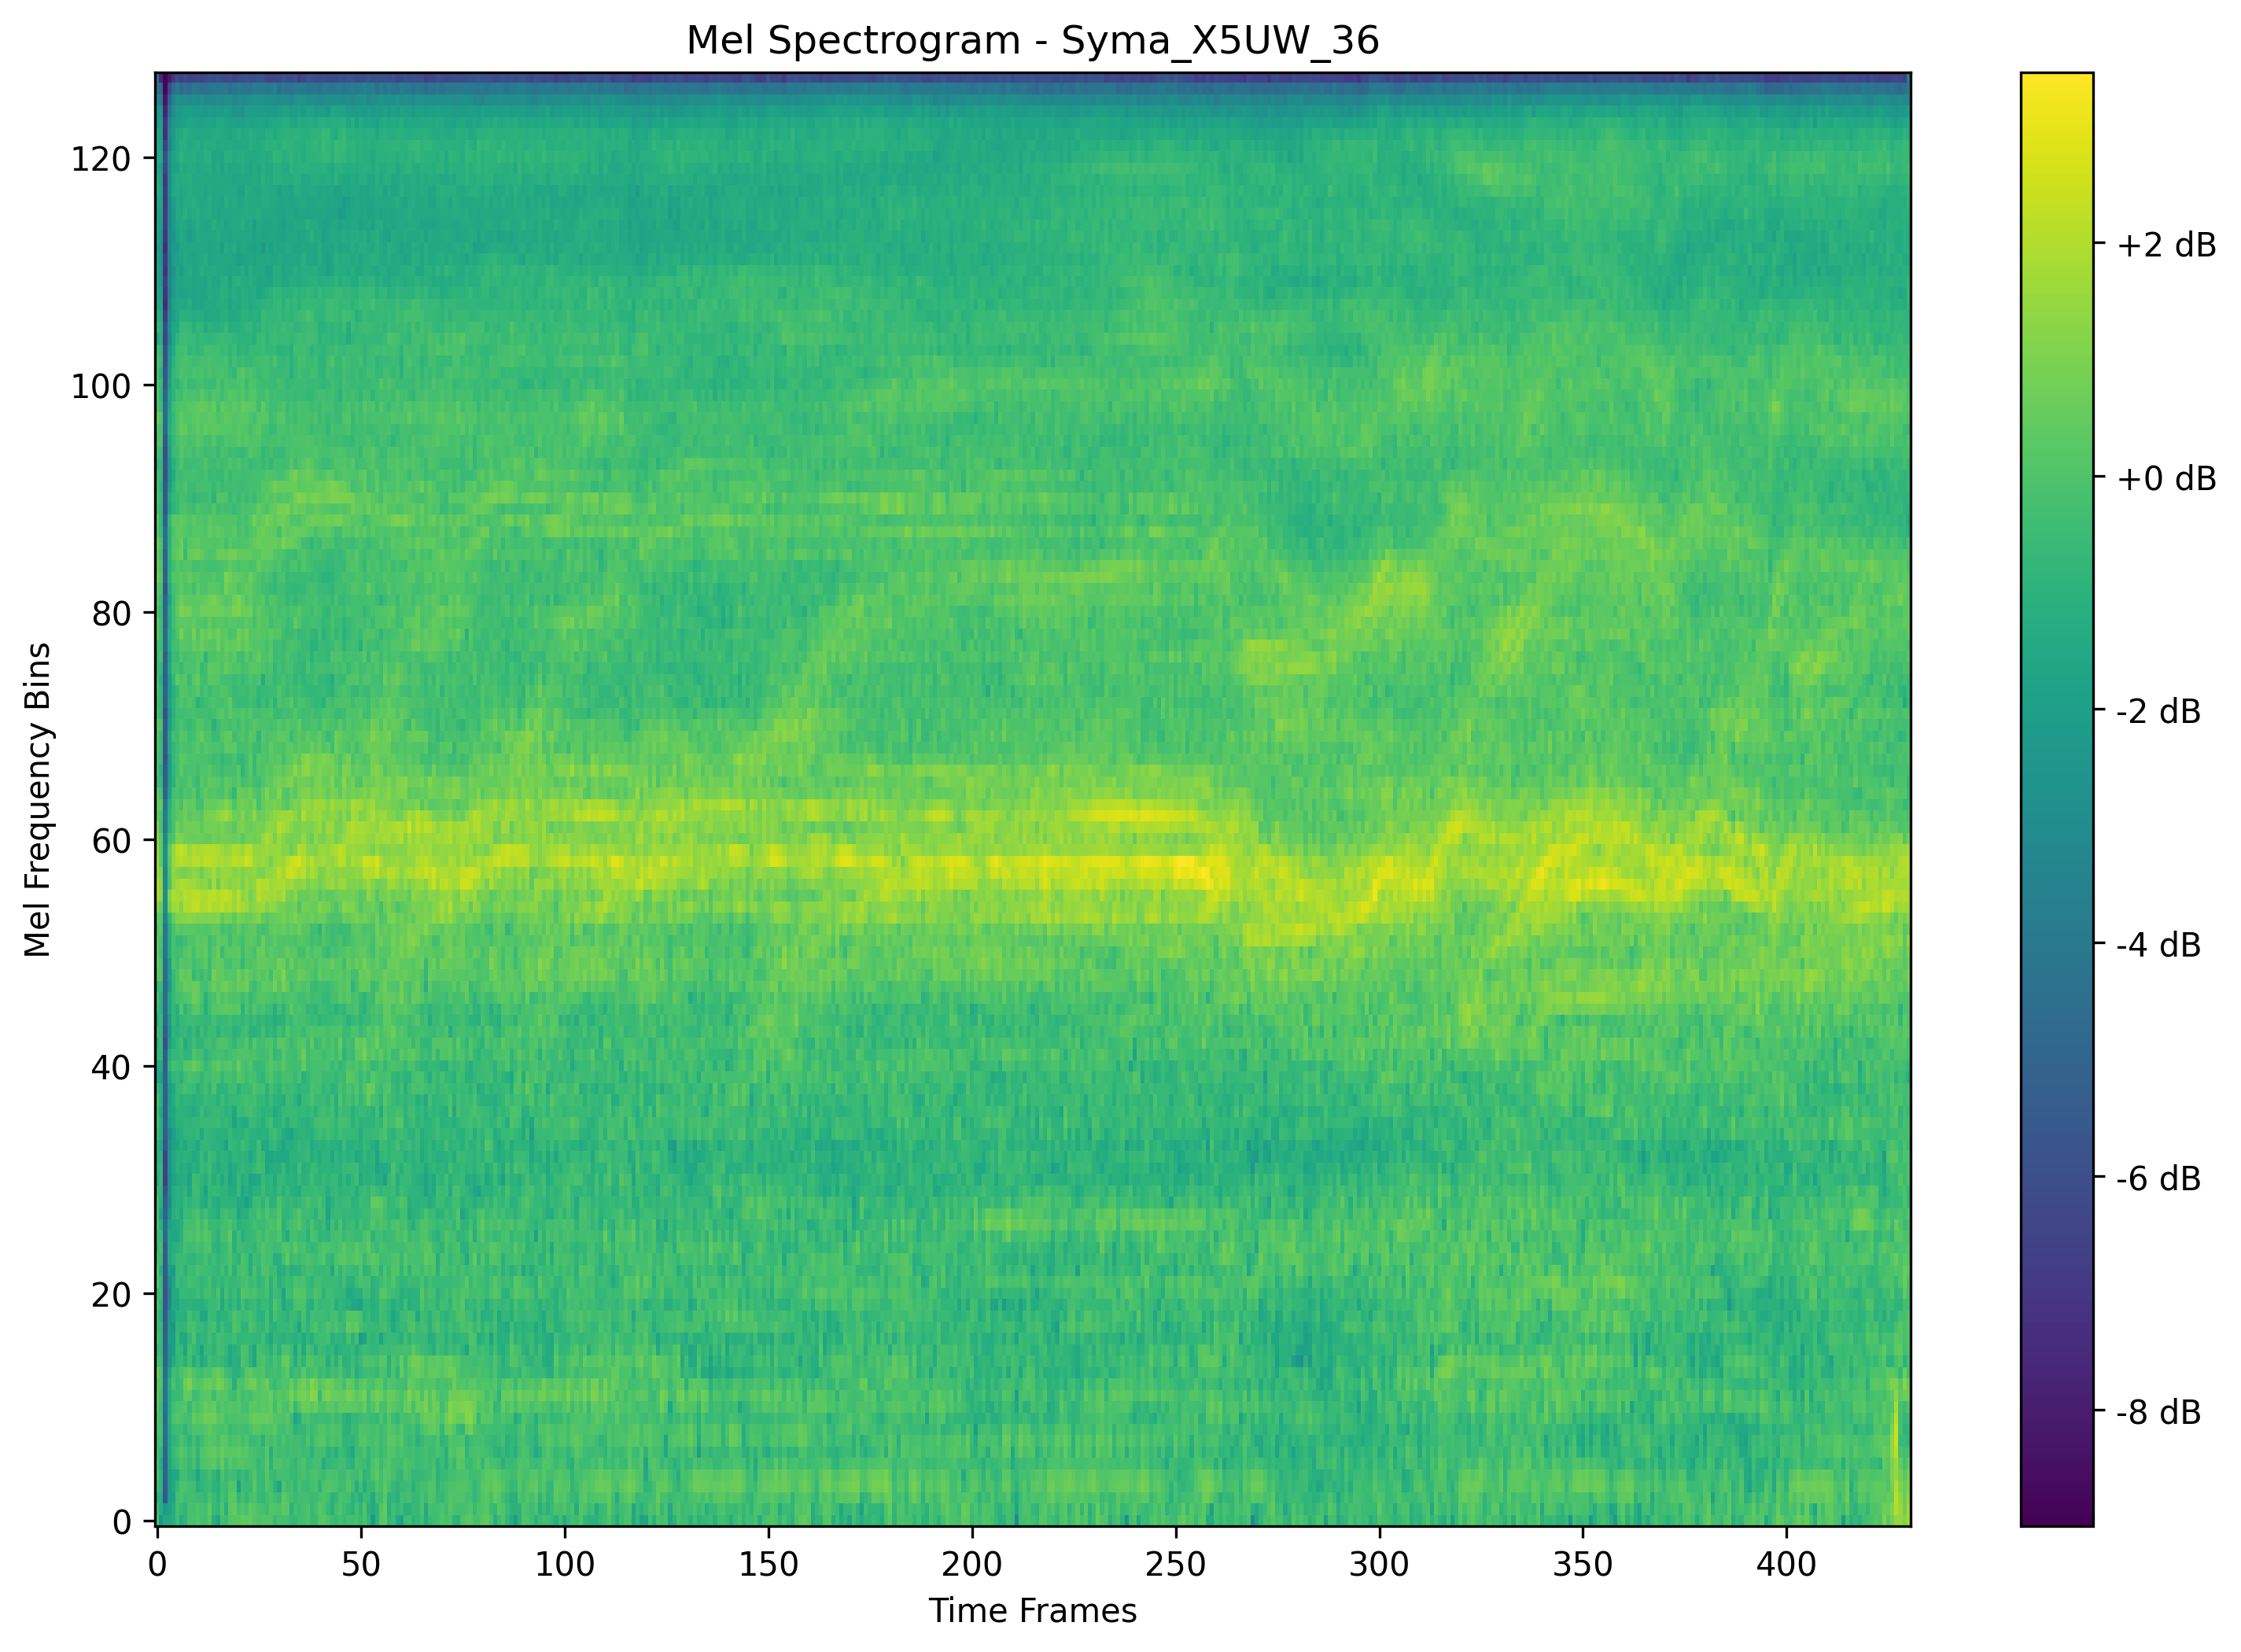 Mel Spectrogram - Syma_X5UW_36
Mel Frequency Bins
120
100
80
60
40
20
0
0 50 100 150 200 250 300 350 400
Time Frames
+2 dB
+0 dB
-2 dB
-4 dB
-6 dB
-8 dB